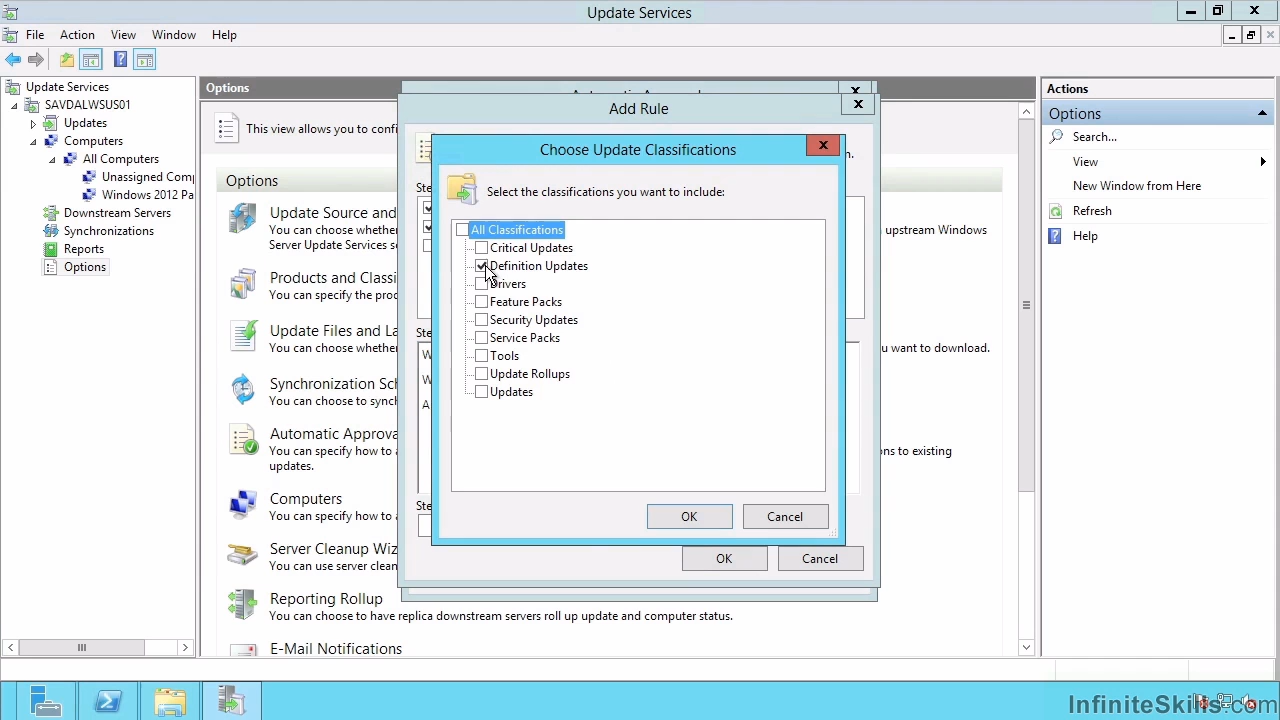 Update Services
File Action View Window Help
Update Services
SAVDALWSUS01
Updates
Computers
All Computers
Unassigned Comp
Windows 2012 Pa
Downstream Servers
Synchronizations
Reports
Options
Options
This view allows you to confi
Options
Update Source and
You can choose whethe
Server Update Services s
upstream Windows
Products and Classi
You can specify the prod
Update Files and La
You can choose whethe
want to download.
Synchronization Sch
You can choose to synch
Automatic Approva
You can specify how to a
updates.
ons to existing
Computers
You can specify how to a
Server Cleanup Wiz
You can use server clean
Reporting Rollup
You can choose to have replica downstream servers roll up update and computer status.
E-Mail Notifications
Add Rule
Ste
Ste
W
W
A
Ste
OK
Cancel
Choose Update Classifications
Select the classifications you want to include:
All Classifications
Critical Updates
Definition Updates
Drivers
Feature Packs
Security Updates
Service Packs
Tools
Update Rollups
Updates
OK
Cancel
Actions
Options
Search...
View
New Window from Here
Refresh
Help
InfiniteSkills.com